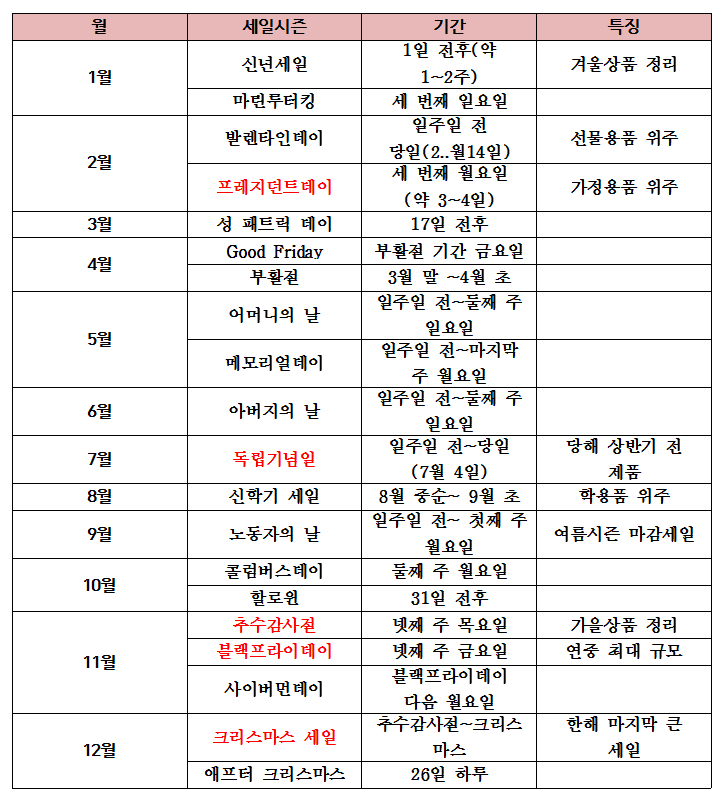 월 세일시즌 기간 특징
1월
신년세일
1일 전후(약
1~2주)
겨울상품 정리
마틴루터킹 세 번째 일요일
2월
발렌타인데이
일주일 전
당일(2..월14일)
선물용품 위주
프레지던트데이
세 번째 월요일
(약 3~4일)
가정용품 위주
3월 성 패트릭 데이 17일 전후
4월
Good Friday 부활절 기간 금요일
부활절 3월 말 ~4월 초
5월
어머니의 날
일주일 전~둘째 주
일요일
메모리얼데이
일주일 전~마지막
주 월요일
6월
아버지의 날
일주일 전~둘째 주
일요일
7월
독립기념일
일주일 전~당일
(7월 4일)
당해 상반기 전
제품
8월 신학기 세일 8월 중순~ 9월 초 학용품 위주
9월
노동자의 날
일주일 전~ 첫째 주
월요일
여름시즌 마감세일
10월
콜럼버스데이 둘째 주 월요일
할로윈 31일 전후
11월
추수감사절 넷째 주 목요일 가을상품 정리
블랙프라이데이 넷째 주 금요일 연중 최대 규모
사이버먼데이
블랙프라이데이
다음 월요일
12월
크리스마스 세일
추수감사절~크리스
마스
한해 마지막 큰
세일
애프터 크리스마스 26일 하루